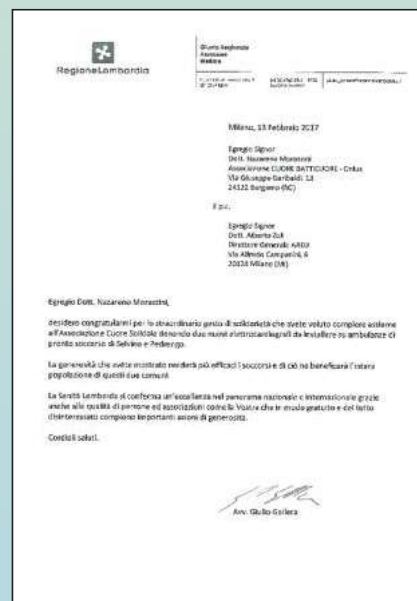 RegioneLombardia
Giunta Regionale
Assessore
Welfare
Milano, 13 Febbraio 2017
Egregio Signor
Dott. Nazareno Morosini
Associazione CUORE BATTICUORE - Onlus
Via Giuseppe Garibaldi 13
24122 Bergamo (BG)
E p.c.
Egregio Signor
Dott. Alberto Zoli
Direttore Generale AREU
Via Alfredo Campanini, 6
20124 Milano (MI)
Egregio Dott. Nazareno Morosini,
desidero congratularmi per lo straordinario gesto di solidarietà che avete voluto compiere assieme
all'Associazione Cuore Solidale donando due nuovi elettrocardiografi da installare su ambulanze di
pronto soccorso di Selvino e Pedrengo.
La generosità che avete mostrato renderà più efficaci i soccorsi e di ciò ne beneficerà l'intera
popolazione di questi due comuni.
La Sanità Lombarda si conferma un'eccellenza nel panorama nazionale e internazionale grazie
anche alla qualità di persone ed associazioni come la Vostra che in modo gratuito e del tutto
disinteressato compiono importanti azioni di generosità.
Cordiali saluti.
Avv. Giulio Gallera